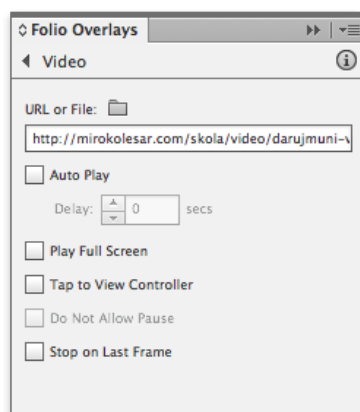 Folio Overlays
Video
URL or File:
http://mirokolesar.com/skola/video/darujmuni-v
Auto Play
Delay: 0 secs
Play Full Screen
Tap to View Controller
Do Not Allow Pause
Stop on Last Frame